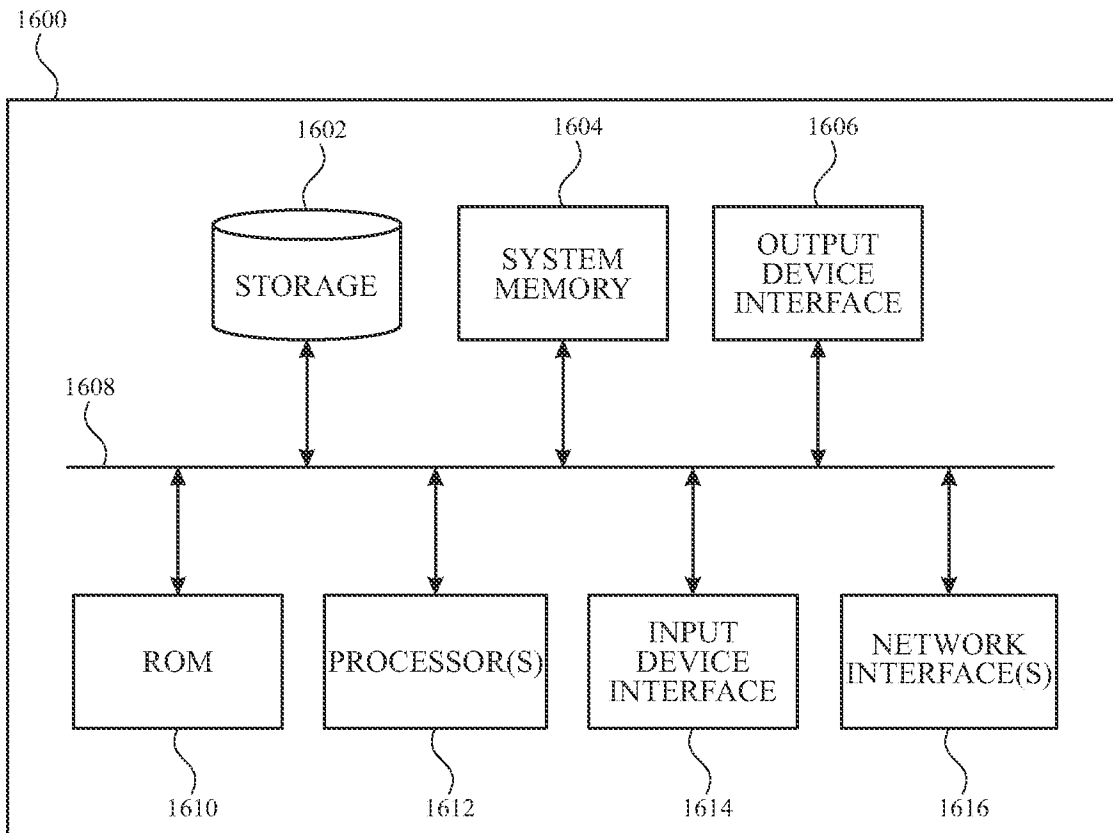 1600
1602
1604
1606
STORAGE
SYSTEM
MEMORY
OUTPUT
DEVICE
INTERFACE
1608
ROM
PROCESSOR(S)
INPUT
DEVICE
INTERFACE
NETWORK
INTERFACE(S)
1610
1612
1614
1616